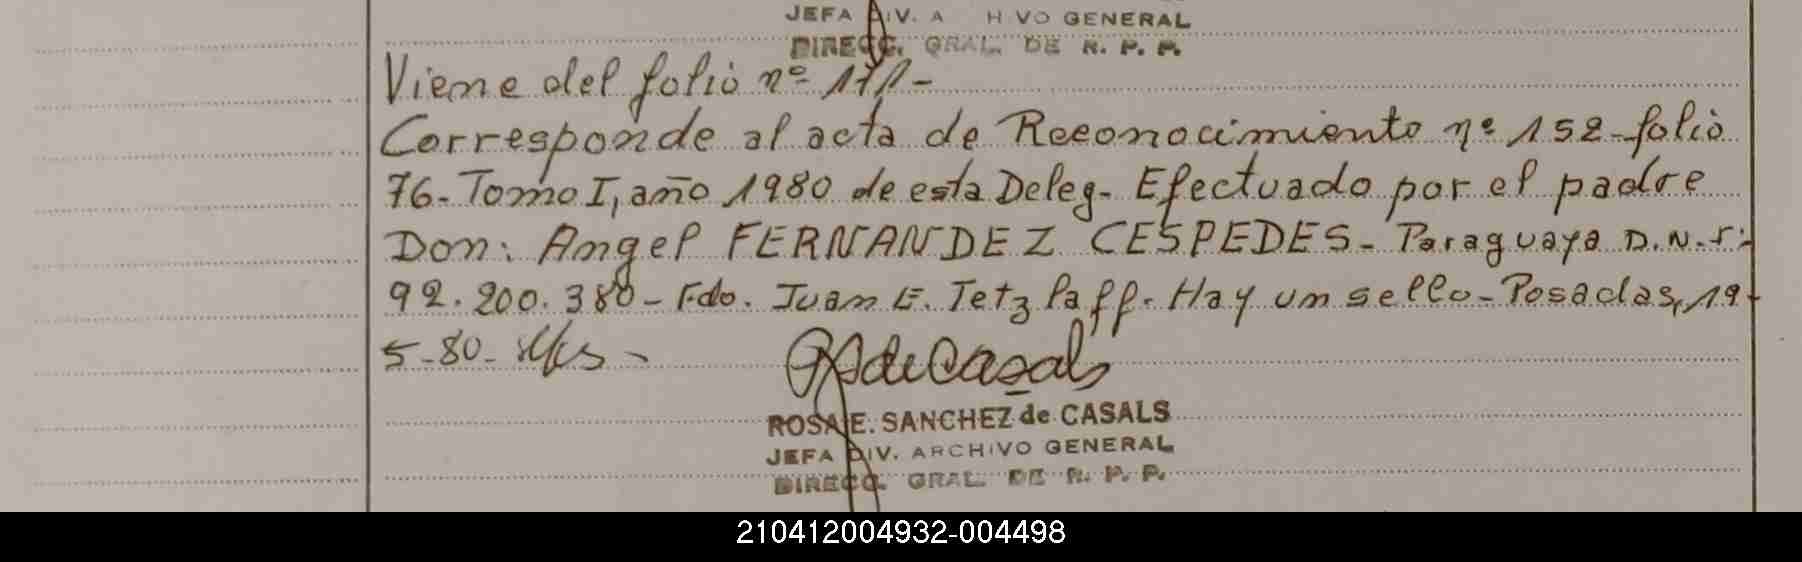 JEFA DIV. A HIVO GENERAL
DIRECC. GRAL. DE R. P. P.
Viene del folio nº 171-
Corresponde al acta de Reconocimiento nº 152-folio
76-Tomo I, año 1980 de esta Deleg- Efectuado por el padre
Don: Angel FERNANDEZ CESPEDES- Paraguaya D.N.I:
92.200.380- Fdo. Juan E. Tetzlaff. Hay un sello- Posadas, 19-
5-80-
RSdeCasals
ROSA E. SANCHEZ de CASALS
JEFA DIV. ARCHIVO GENERAL
DIRECC. GRAL. DE R. P. P.
210412004932-004498